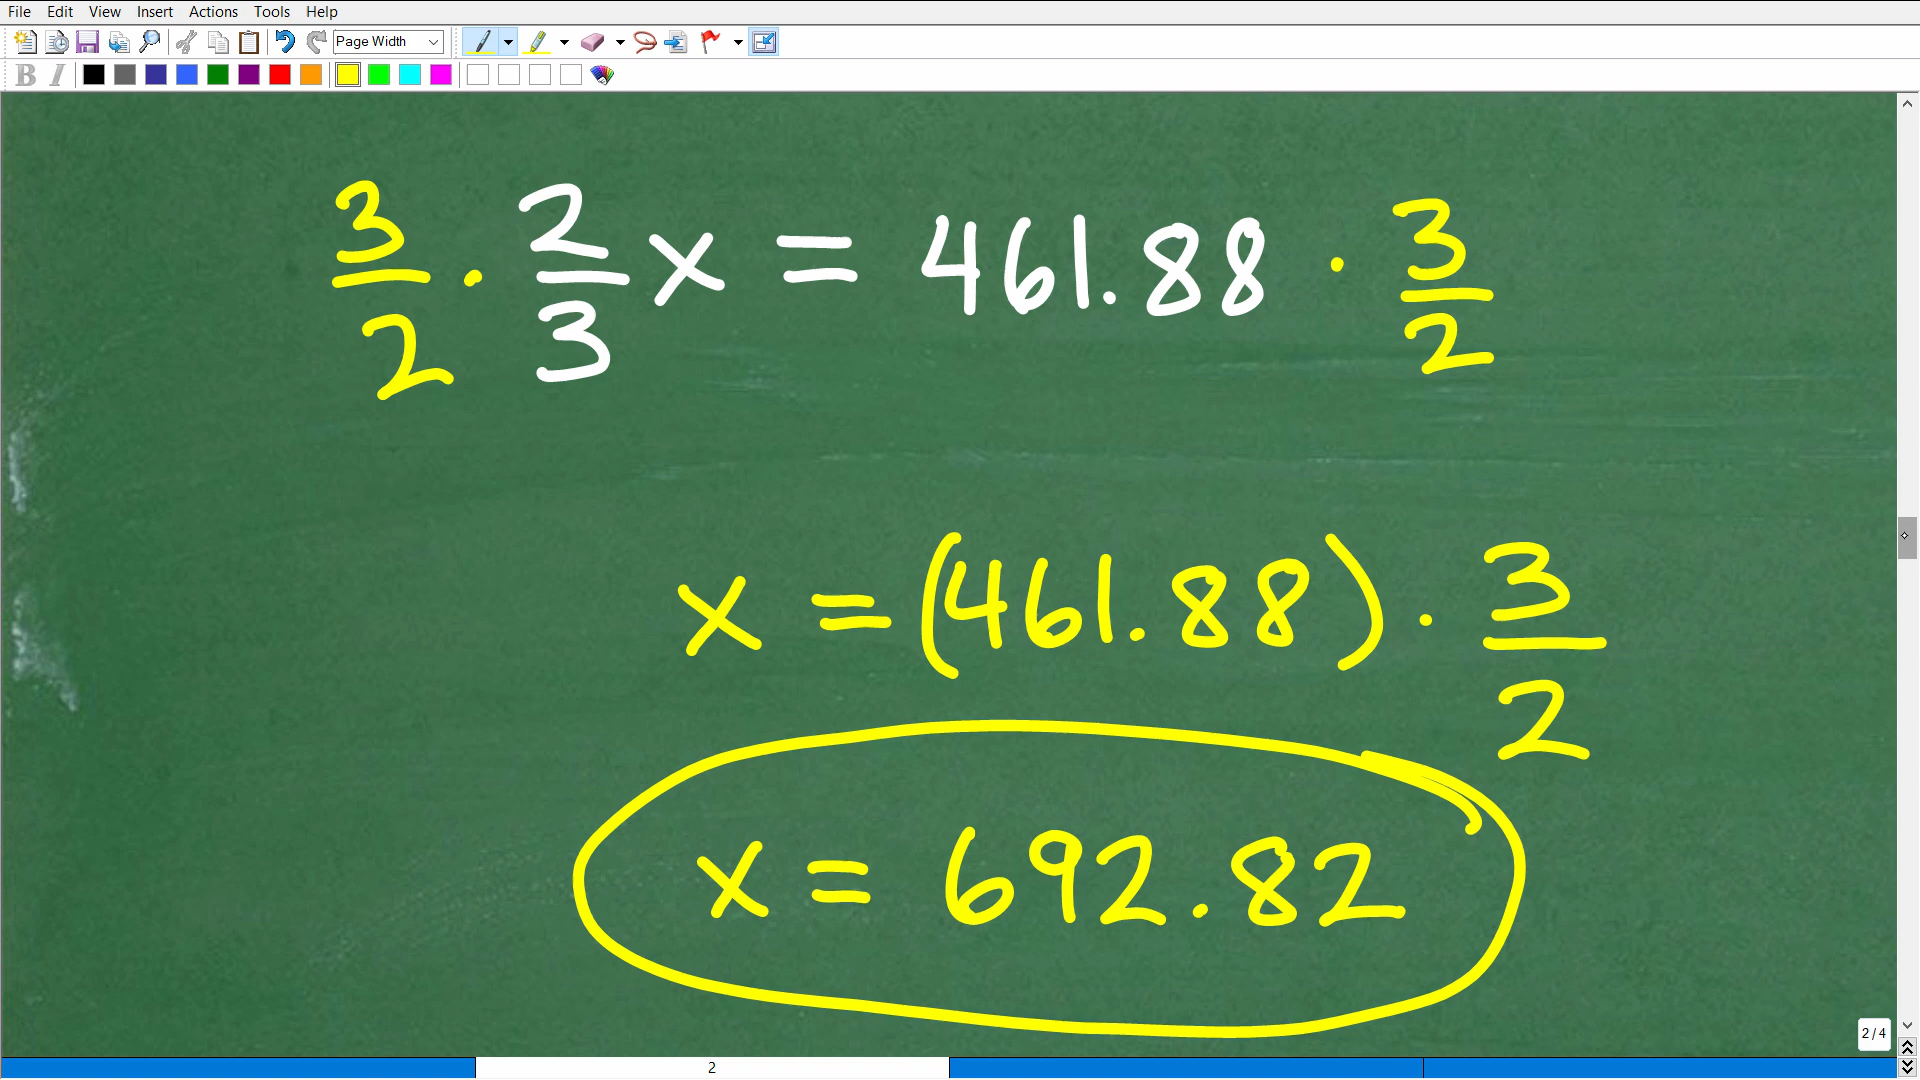 File Edit View Insert Actions Tools Help
Page Width
B I
3/2 · 2/3 x = 461.88 · 3/2
x = (461.88) · 3/2
x = 692.82
2 / 4
2